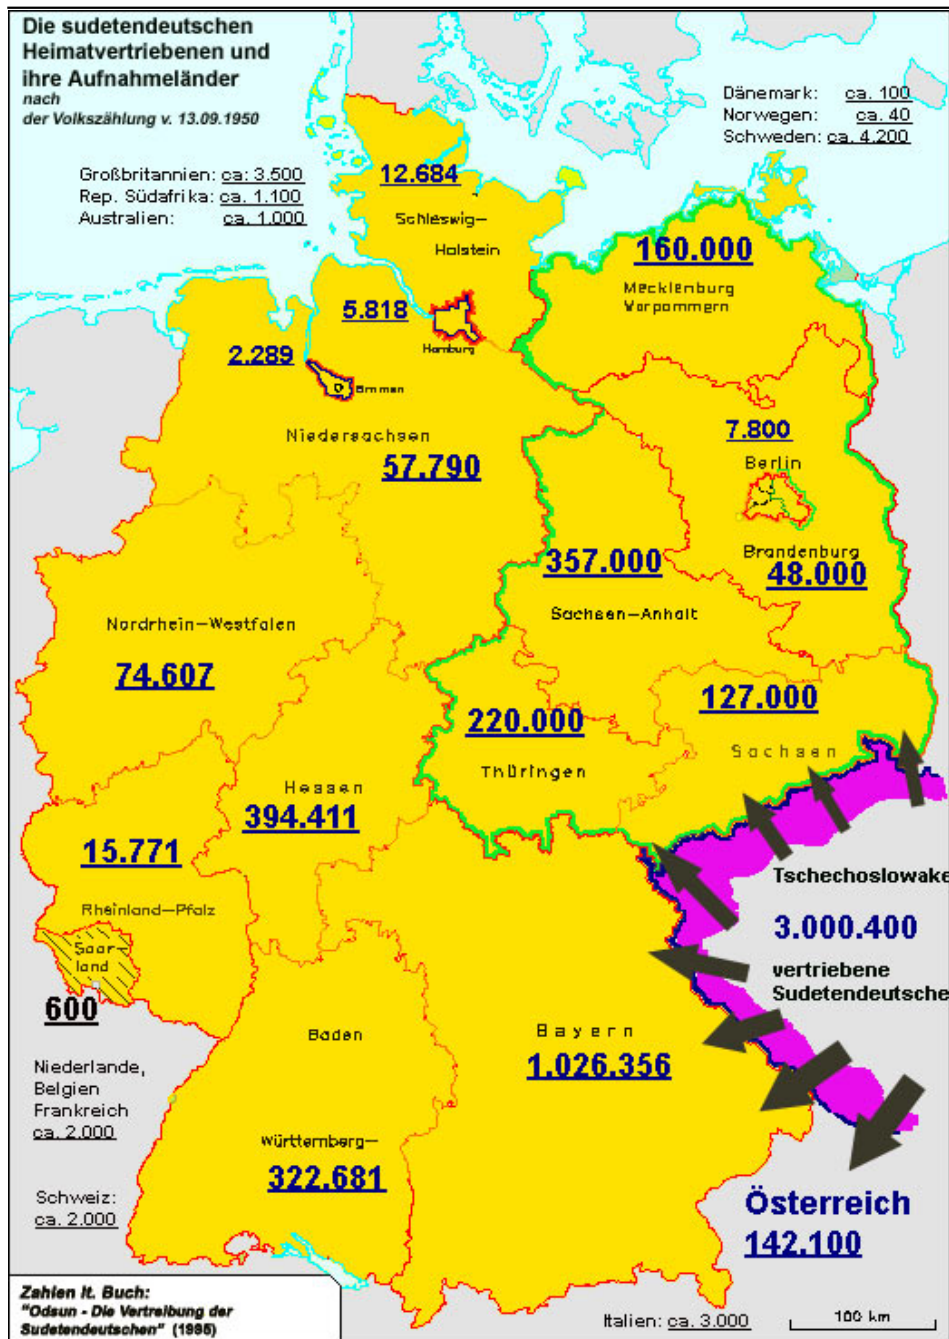 Die sudetendeutschen
Heimatvertriebenen und
ihre Aufnahmeländer
nach
der Volkszählung v. 13.09.1950
Dänemark: ca. 100
Norwegen: ca. 40
Schweden: ca. 4.200
Großbritannien: ca: 3.500
Rep. Südafrika: ca. 1.100
Australien: ca. 1.000
12.684
Schleswig-
Holstein
160.000
Mecklenburg
Vorpommern
5.818
Hamburg
2.289
Bremen
Niedersachsen
57.790
7.800
Berlin
Brandenburg
48.000
357.000
Sachsen-Anhalt
Nordrhein-Westfalen
74.607
127.000
Sachsen
220.000
Thüringen
Hessen
394.411
15.771
Rheinland-Pfalz
Saar-
land
600
Tschechoslowake
3.000.400
vertriebene
Sudetendeutsche
Bayern
1.026.356
Baden
Württemberg-
322.681
Niederlande,
Belgien
Frankreich
ca. 2.000
Schweiz:
ca. 2.000
Österreich
142.100
Zahlen lt. Buch:
"Odsun - Die Vertreibung der
Sudetendeutschen" (1995)
Italien: ca. 3.000
100 km